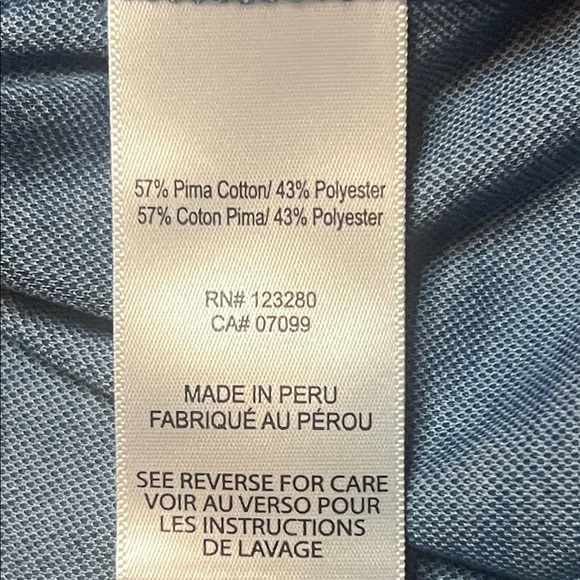 57% Pima Cotton/ 43% Polyester
57% Coton Pima/ 43% Polyester
RN# 123280
CA# 07099
MADE IN PERU
FABRIQUÉ AU PÉROU
SEE REVERSE FOR CARE
VOIR AU VERSO POUR
LES INSTRUCTIONS
DE LAVAGE